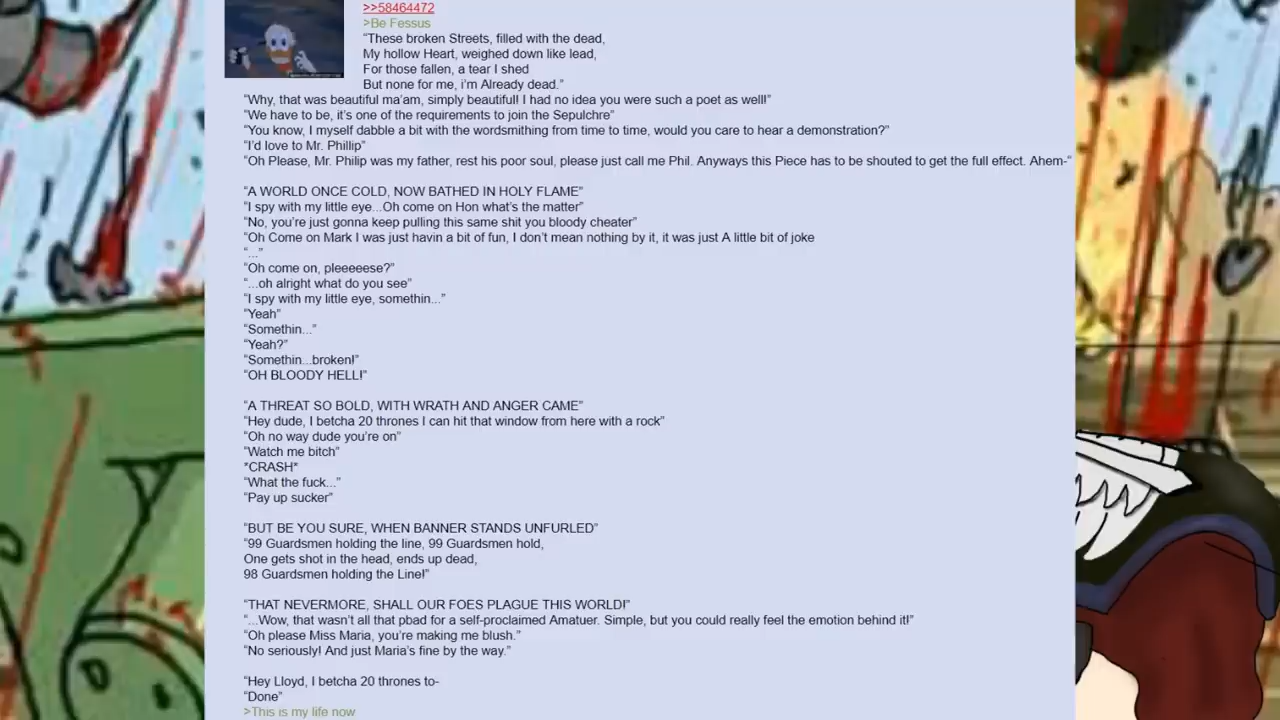 >>58464472
>Be Fessus
“These broken Streets, filled with the dead,
My hollow Heart, weighed down like lead,
For those fallen, a tear I shed
But none for me, i’m Already dead.”
“Why, that was beautiful ma’am, simply beautiful! I had no idea you were such a poet as well!”
“We have to be, it’s one of the requirements to join the Sepulchre”
“You know, I myself dabble a bit with the wordsmithing from time to time, would you care to hear a demonstration?”
“I’d love to Mr. Phillip”
“Oh Please, Mr. Philip was my father, rest his poor soul, please just call me Phil. Anyways this Piece has to be shouted to get the full effect. Ahem-”
“A WORLD ONCE COLD, NOW BATHED IN HOLY FLAME”
“I spy with my little eye...Oh come on Hon what’s the matter”
“No, you’re just gonna keep pulling this same shit you bloody cheater”
“Oh Come on Mark I was just havin a bit of fun, I don’t mean nothing by it, it was just A little bit of joke
“...”
“Oh come on, pleeeeese?”
“...oh alright what do you see”
“I spy with my little eye, somethin...”
“Yeah”
“Somethin...”
“Yeah?”
“Somethin...broken!”
“OH BLOODY HELL!”
“A THREAT SO BOLD, WITH WRATH AND ANGER CAME”
“Hey dude, I betcha 20 thrones I can hit that window from here with a rock”
“Oh no way dude you’re on”
“Watch me bitch”
*CRASH*
“What the fuck...”
“Pay up sucker”
“BUT BE YOU SURE, WHEN BANNER STANDS UNFURLED”
“99 Guardsmen holding the line, 99 Guardsmen hold,
One gets shot in the head, ends up dead,
98 Guardsmen holding the Line!”
“THAT NEVERMORE, SHALL OUR FOES PLAGUE THIS WORLD!”
“...Wow, that wasn’t all that pbad for a self-proclaimed Amatuer. Simple, but you could really feel the emotion behind it!”
“Oh please Miss Maria, you’re making me blush.”
“No seriously! And just Maria’s fine by the way.”
“Hey Lloyd, I betcha 20 thrones to-
“Done”
>This is my life now